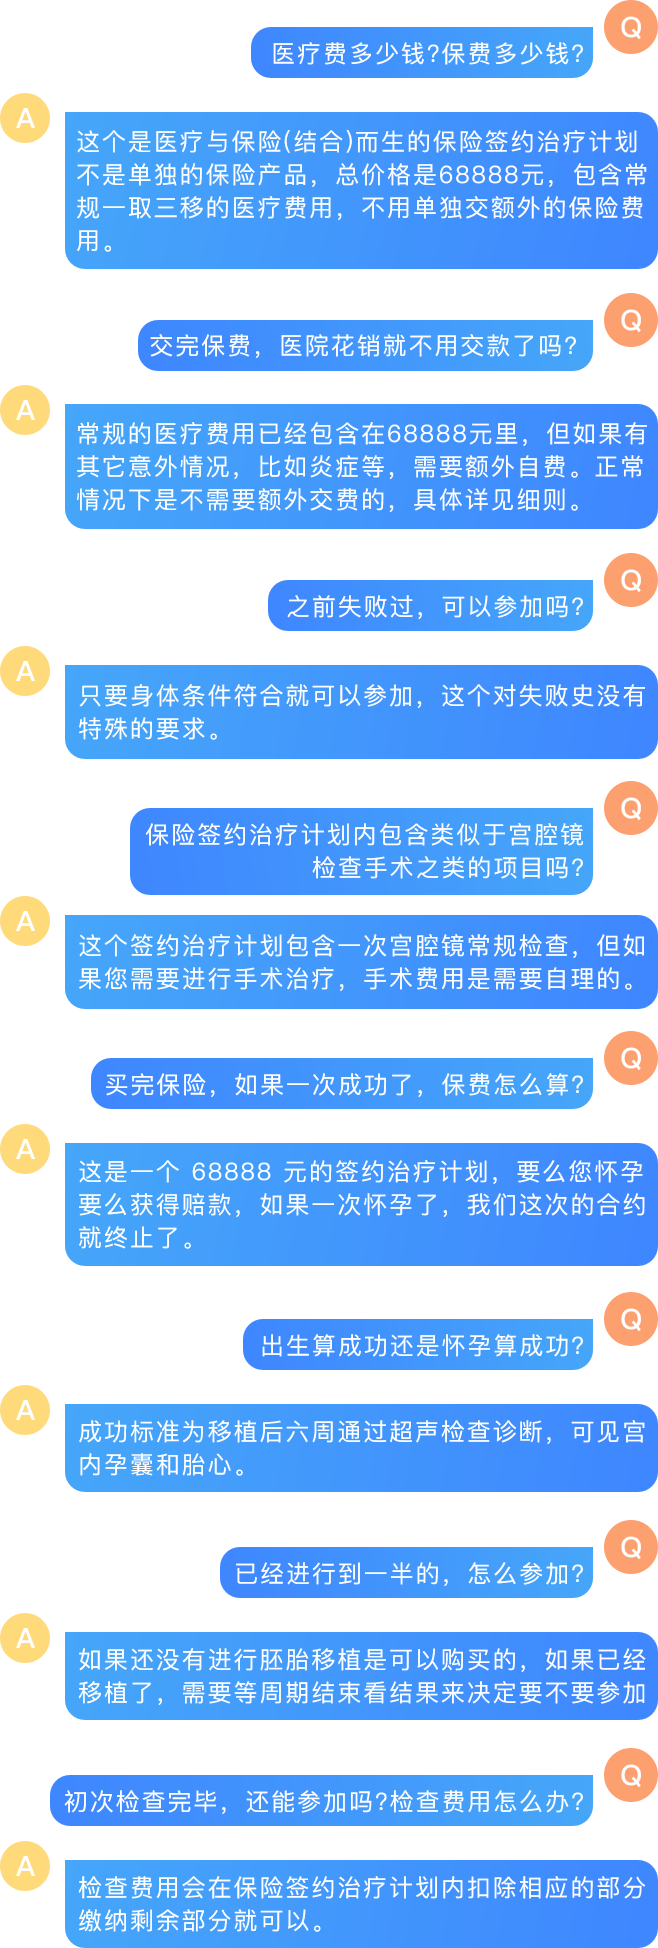 Q
医疗费多少钱?保费多少钱?
A
这个是医疗与保险(结合)而生的保险签约治疗计划
不是单独的保险产品，总价格是68888元，包含常
规一取三移的医疗费用，不用单独交额外的保险费
用。
Q
交完保费，医院花销就不用交款了吗?
A
常规的医疗费用已经包含在68888元里，但如果有
其它意外情况，比如炎症等，需要额外自费。正常
情况下是不需要额外交费的，具体详见细则。
Q
之前失败过，可以参加吗?
A
只要身体条件符合就可以参加，这个对失败史没有
特殊的要求。
Q
保险签约治疗计划内包含类似于宫腔镜
检查手术之类的项目吗?
A
这个签约治疗计划包含一次宫腔镜常规检查，但如
果您需要进行手术治疗，手术费用是需要自理的。
Q
买完保险，如果一次成功了，保费怎么算?
A
这是一个 68888 元的签约治疗计划，要么您怀孕
要么获得赔款，如果一次怀孕了，我们这次的合约
就终止了。
Q
出生算成功还是怀孕算成功?
A
成功标准为移植后六周通过超声检查诊断，可见宫
内孕囊和胎心。
Q
已经进行到一半的，怎么参加?
A
如果还没有进行胚胎移植是可以购买的，如果已经
移植了，需要等周期结束看结果来决定要不要参加
Q
初次检查完毕，还能参加吗?检查费用怎么办?
A
检查费用会在保险签约治疗计划内扣除相应的部分
缴纳剩余部分就可以。